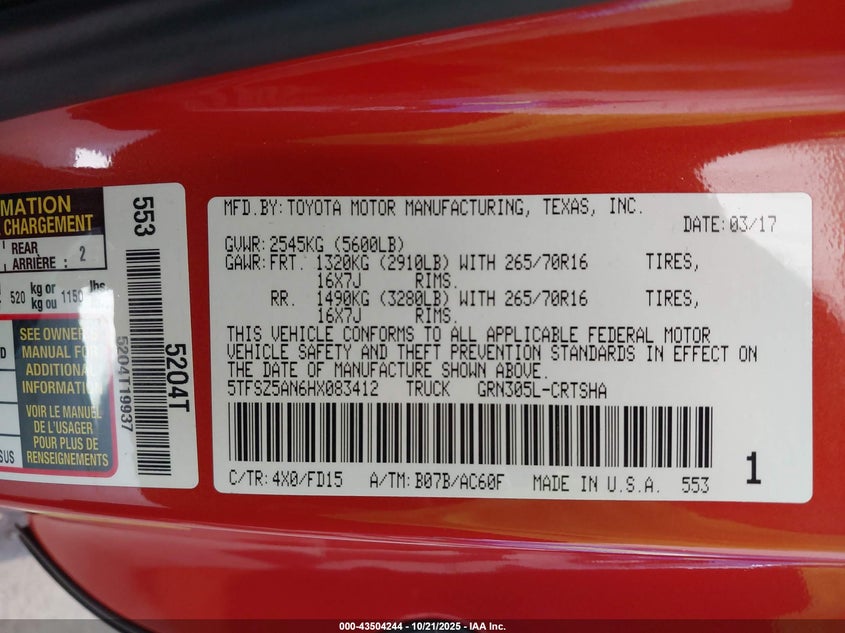 MATION
CHARGEMENT
REAR
ARRIÈRE : 2
520 kg or
kg ou 1150 lbs
SEE OWNER'S
MANUAL FOR
ADDITIONAL
INFORMATION
VOIR LE MANUEL
DE L'USAGER
POUR PLUS DE
RENSEIGNEMENTS
SUS
553
5204T19937
5204T
MFD.BY:TOYOTA MOTOR MANUFACTURING, TEXAS, INC.
DATE:03/17
GVWR:2545KG (5600LB)
GAWR:FRT. 1320KG (2910LB) WITH 265/70R16 TIRES,
16X7J RIMS.
RR. 1490KG (3280LB) WITH 265/70R16 TIRES,
16X7J RIMS.
THIS VEHICLE CONFORMS TO ALL APPLICABLE FEDERAL MOTOR
VEHICLE SAFETY AND THEFT PREVENTION STANDARDS IN EFFECT ON
THE DATE OF MANUFACTURE SHOWN ABOVE.
5TFSZ5AN6HX083412 TRUCK GRN305L-CRTSHA
C/TR:4X0/FD15 A/TM:B07B/AC60F MADE IN U.S.A. 553
1
000-43504244 - 10/21/2025 - IAA Inc.